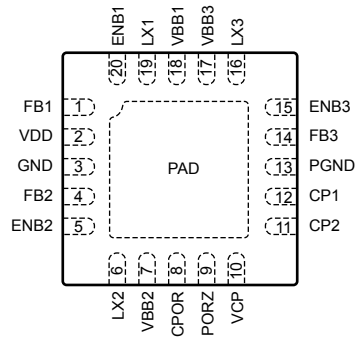 ENB1 LX1 VBB1 VBB3 LX3
20 19 18 17 16
FB1 1 15 ENB3
VDD 2 14 FB3
GND 3 PAD 13 PGND
FB2 4 12 CP1
ENB2 5 11 CP2
6 7 8 9 10
LX2 VBB2 CPOR PORZ VCP